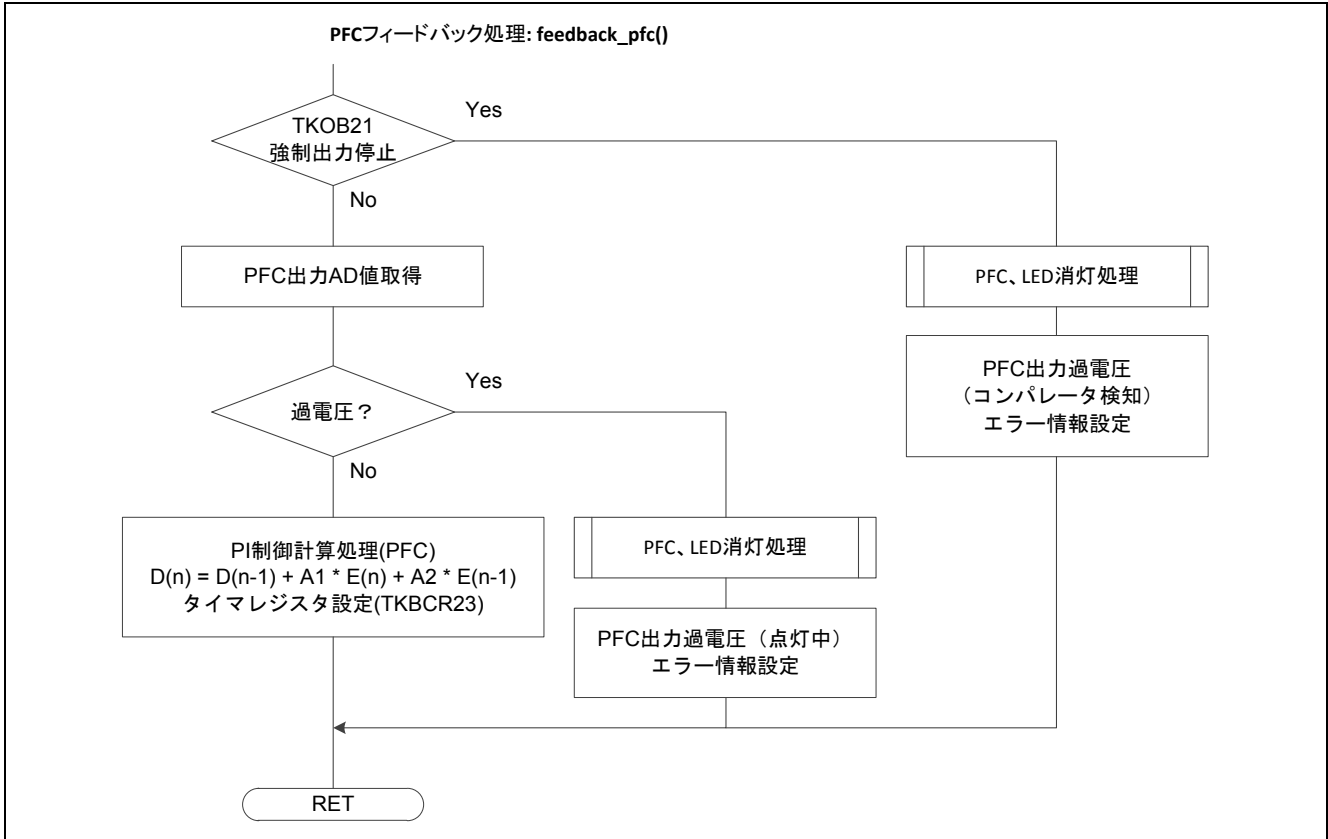 PFCフィードバック処理: feedback_pfc()
TKOB21
強制出力停止
Yes
No
PFC出力AD値取得
PFC、LED消灯処理
過電圧？
Yes
No
PFC出力過電圧
（コンパレータ検知）
エラー情報設定
PI制御計算処理(PFC)
D(n) = D(n-1) + A1 * E(n) + A2 * E(n-1)
タイマレジスタ設定(TKBCR23)
PFC、LED消灯処理
PFC出力過電圧（点灯中）
エラー情報設定
RET